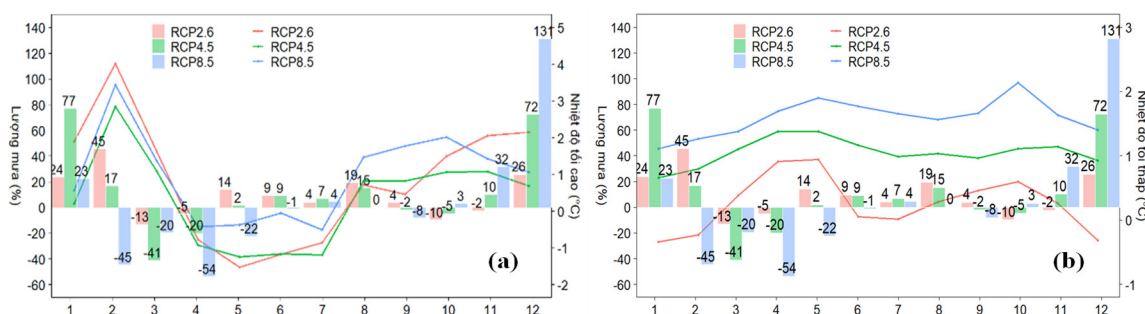 140
120
100
80
60
40
20
0
-20
-40
-60
Lượng mưa (%)
RCP2.6 RCP2.6
RCP4.5 RCP4.5
RCP8.5 RCP8.5
24 77 23
45 17 -45
-13 -41 -20
-5 -20 -54
14 2 -22
9 9 -1
4 7 4
19 15 0
4 -2 -8
-10 -5 3
-2 10 32
26 72 131
5
4
3
2
1
0
-1
-2
Nhiệt độ tối cao (°C)
(a)
1 2 3 4 5 6 7 8 9 10 11 12
140
120
100
80
60
40
20
0
-20
-40
-60
Lượng mưa (%)
RCP2.6 RCP2.6
RCP4.5 RCP4.5
RCP8.5 RCP8.5
24 77 23
45 17 -45
-13 -41 -20
-5 -20 -54
14 2 -22
9 9 -1
4 7 4
19 15 0
4 -2 -8
-10 -5 3
-2 10 32
26 72 131
3
2
1
0
-1
Nhiệt độ tối thấp (°C)
(b)
1 2 3 4 5 6 7 8 9 10 11 12